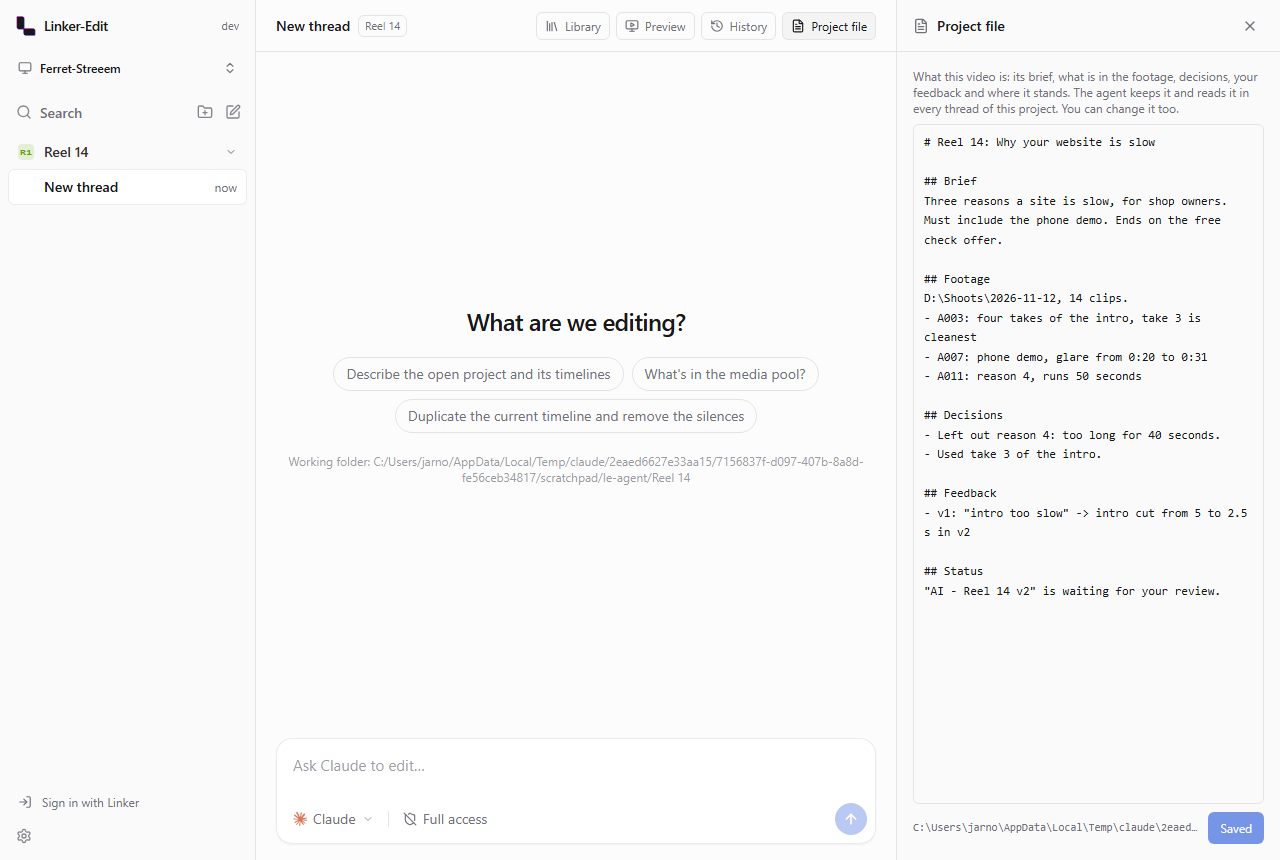 Linker-Edit
dev
Ferret-Streeem
Search
R1
Reel 14
New thread
now
Sign in with Linker
New thread
Reel 14
Library
Preview
History
Project file
What are we editing?
Describe the open project and its timelines
What's in the media pool?
Duplicate the current timeline and remove the silences
Working folder: C:/Users/jarno/AppData/Local/Temp/claude/2eaed6627e33aa15/7156837f-d097-407b-8a8d-
fe56ceb34817/scratchpad/le-agent/Reel 14
Ask Claude to edit...
Claude
Full access
Project file
What this video is: its brief, what is in the footage, decisions, your
feedback and where it stands. The agent keeps it and reads it in
every thread of this project. You can change it too.
# Reel 14: Why your website is slow
## Brief
Three reasons a site is slow, for shop owners.
Must include the phone demo. Ends on the free
check offer.
## Footage
D:\Shoots\2026-11-12, 14 clips.
- A003: four takes of the intro, take 3 is
cleanest
- A007: phone demo, glare from 0:20 to 0:31
- A011: reason 4, runs 50 seconds
## Decisions
- Left out reason 4: too long for 40 seconds.
- Used take 3 of the intro.
## Feedback
- v1: "intro too slow" -> intro cut from 5 to 2.5
s in v2
## Status
"AI - Reel 14 v2" is waiting for your review.
C:\Users\jarno\AppData\Local\Temp\claude\2eaed…
Saved